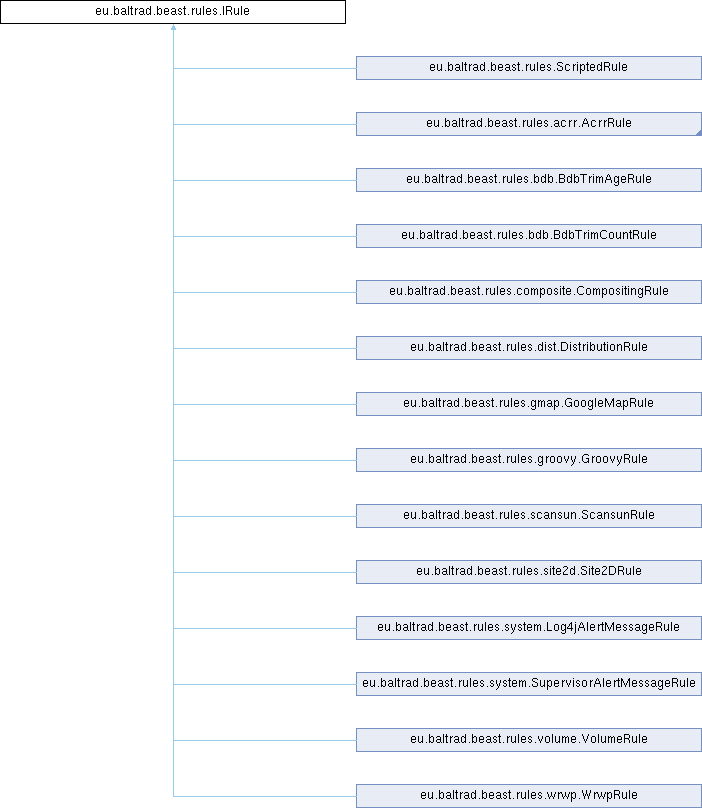 eu.baltrad.beast.rules.IRule
eu.baltrad.beast.rules.ScriptedRule
eu.baltrad.beast.rules.acrr.AcrrRule
eu.baltrad.beast.rules.bdb.BdbTrimAgeRule
eu.baltrad.beast.rules.bdb.BdbTrimCountRule
eu.baltrad.beast.rules.composite.CompositingRule
eu.baltrad.beast.rules.dist.DistributionRule
eu.baltrad.beast.rules.gmap.GoogleMapRule
eu.baltrad.beast.rules.groovy.GroovyRule
eu.baltrad.beast.rules.scansun.ScansunRule
eu.baltrad.beast.rules.site2d.Site2DRule
eu.baltrad.beast.rules.system.Log4jAlertMessageRule
eu.baltrad.beast.rules.system.SupervisorAlertMessageRule
eu.baltrad.beast.rules.volume.VolumeRule
eu.baltrad.beast.rules.wrwp.WrwpRule